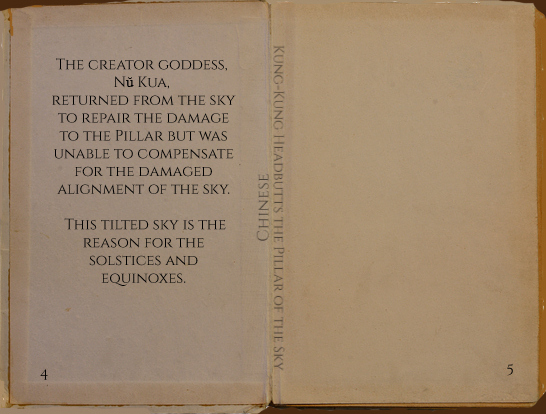 The creator goddess,
Nŭ Kua,
returned from the sky
to repair the damage
to the Pillar but was
unable to compensate
for the damaged
alignment of the sky.
This tilted sky is the
reason for the
solstices and
equinoxes.
4
Chinese
Kung-Kung Headbutts the Pillar of the Sky
5